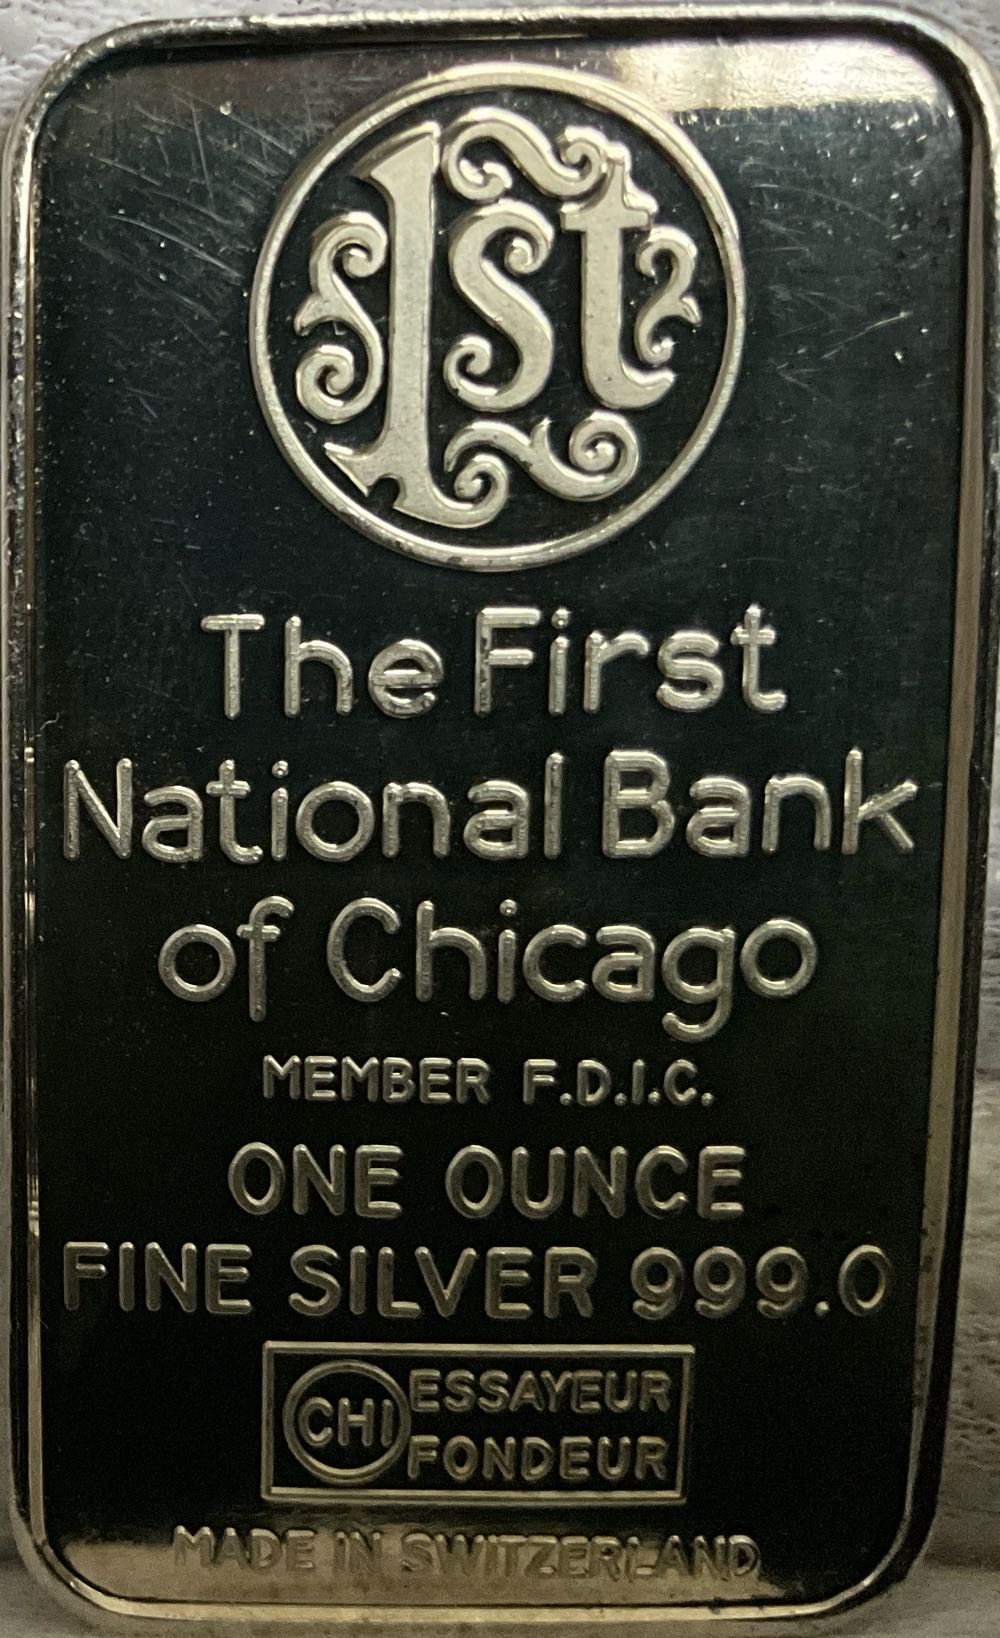 1st
The First
National Bank
of Chicago
MEMBER F.D.I.C.
ONE OUNCE
FINE SILVER 999.0
CHI ESSAYEUR
FONDEUR
MADE IN SWITZERLAND